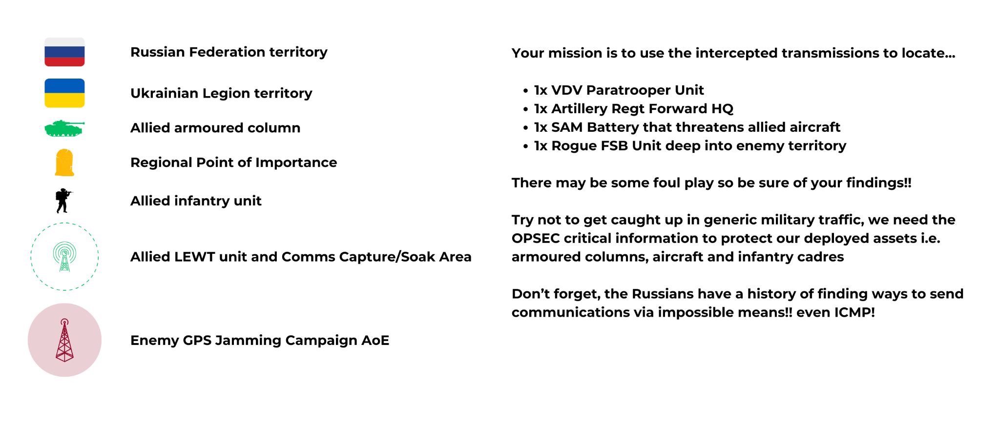 Russian Federation territory
Ukrainian Legion territory
Allied armoured column
Regional Point of Importance
Allied infantry unit
Allied LEWT unit and Comms Capture/Soak Area
Enemy GPS Jamming Campaign AoE
Your mission is to use the intercepted transmissions to locate...
• 1x VDV Paratrooper Unit
• 1x Artillery Regt Forward HQ
• 1x SAM Battery that threatens allied aircraft
• 1x Rogue FSB Unit deep into enemy territory
There may be some foul play so be sure of your findings!!
Try not to get caught up in generic military traffic, we need the
OPSEC critical information to protect our deployed assets i.e.
armoured columns, aircraft and infantry cadres
Don’t forget, the Russians have a history of finding ways to send
communications via impossible means!! even ICMP!